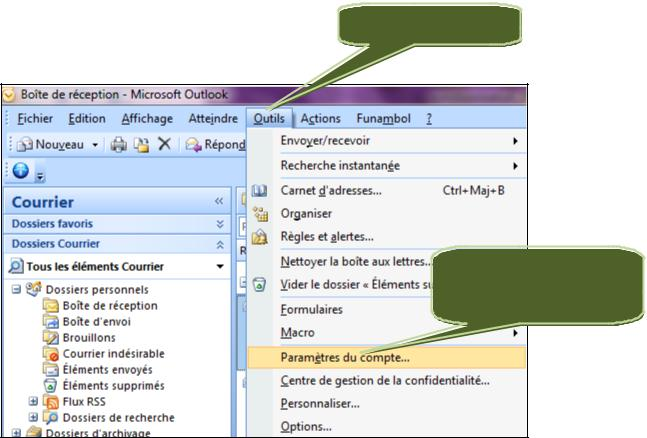 Boîte de réception - Microsoft Outlook
Fichier Edition Affichage Atteindre Outils Actions Funambol ?
Nouveau Répond
Envoyer/recevoir
Recherche instantanée
Carnet d'adresses... Ctrl+Maj+B
Organiser
Règles et alertes...
Nettoyer la boîte aux lettres...
Vider le dossier « Éléments su
Formulaires
Macro
Paramètres du compte...
Centre de gestion de la confidentialité...
Personnaliser...
Options...
Courrier
Dossiers favoris
Dossiers Courrier
Tous les éléments Courrier
Dossiers personnels
Boîte de réception
Boîte d'envoi
Brouillons
Courrier indésirable
Éléments envoyés
Éléments supprimés
Flux RSS
Dossiers de recherche
Dossiers d'archivage